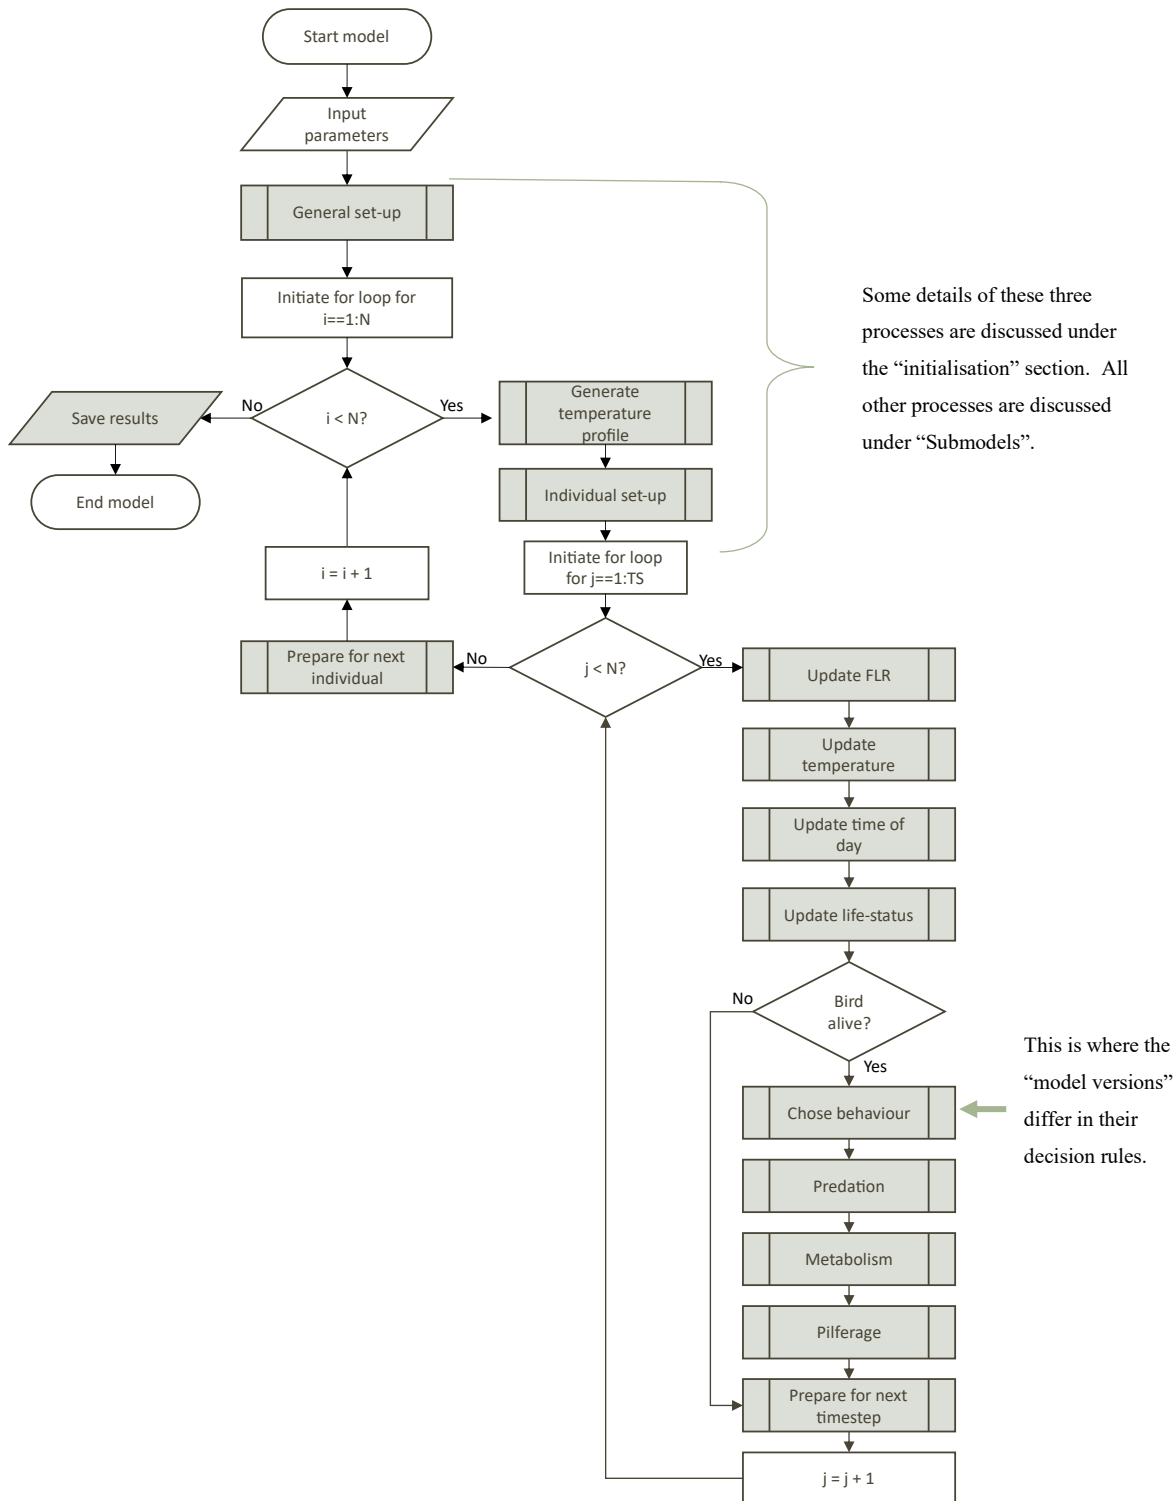 Start model
Input
parameters
General set-up
Initiate for loop for
i==1:N
i < N?
No
Yes
Save results
End model
Generate
temperature
profile
Individual set-up
Initiate for loop
for j==1:TS
i = i + 1
Prepare for next
individual
No
j < N?
Yes
Update FLR
Update
temperature
Update time of
day
Update life-status
Bird
alive?
No
Yes
Chose behaviour
Predation
Metabolism
Pilferage
Prepare for next
timestep
j = j + 1
Some details of these three
processes are discussed under
the “initialisation” section.  All
other processes are discussed
under “Submodels”.
This is where the
“model versions”
differ in their
decision rules.